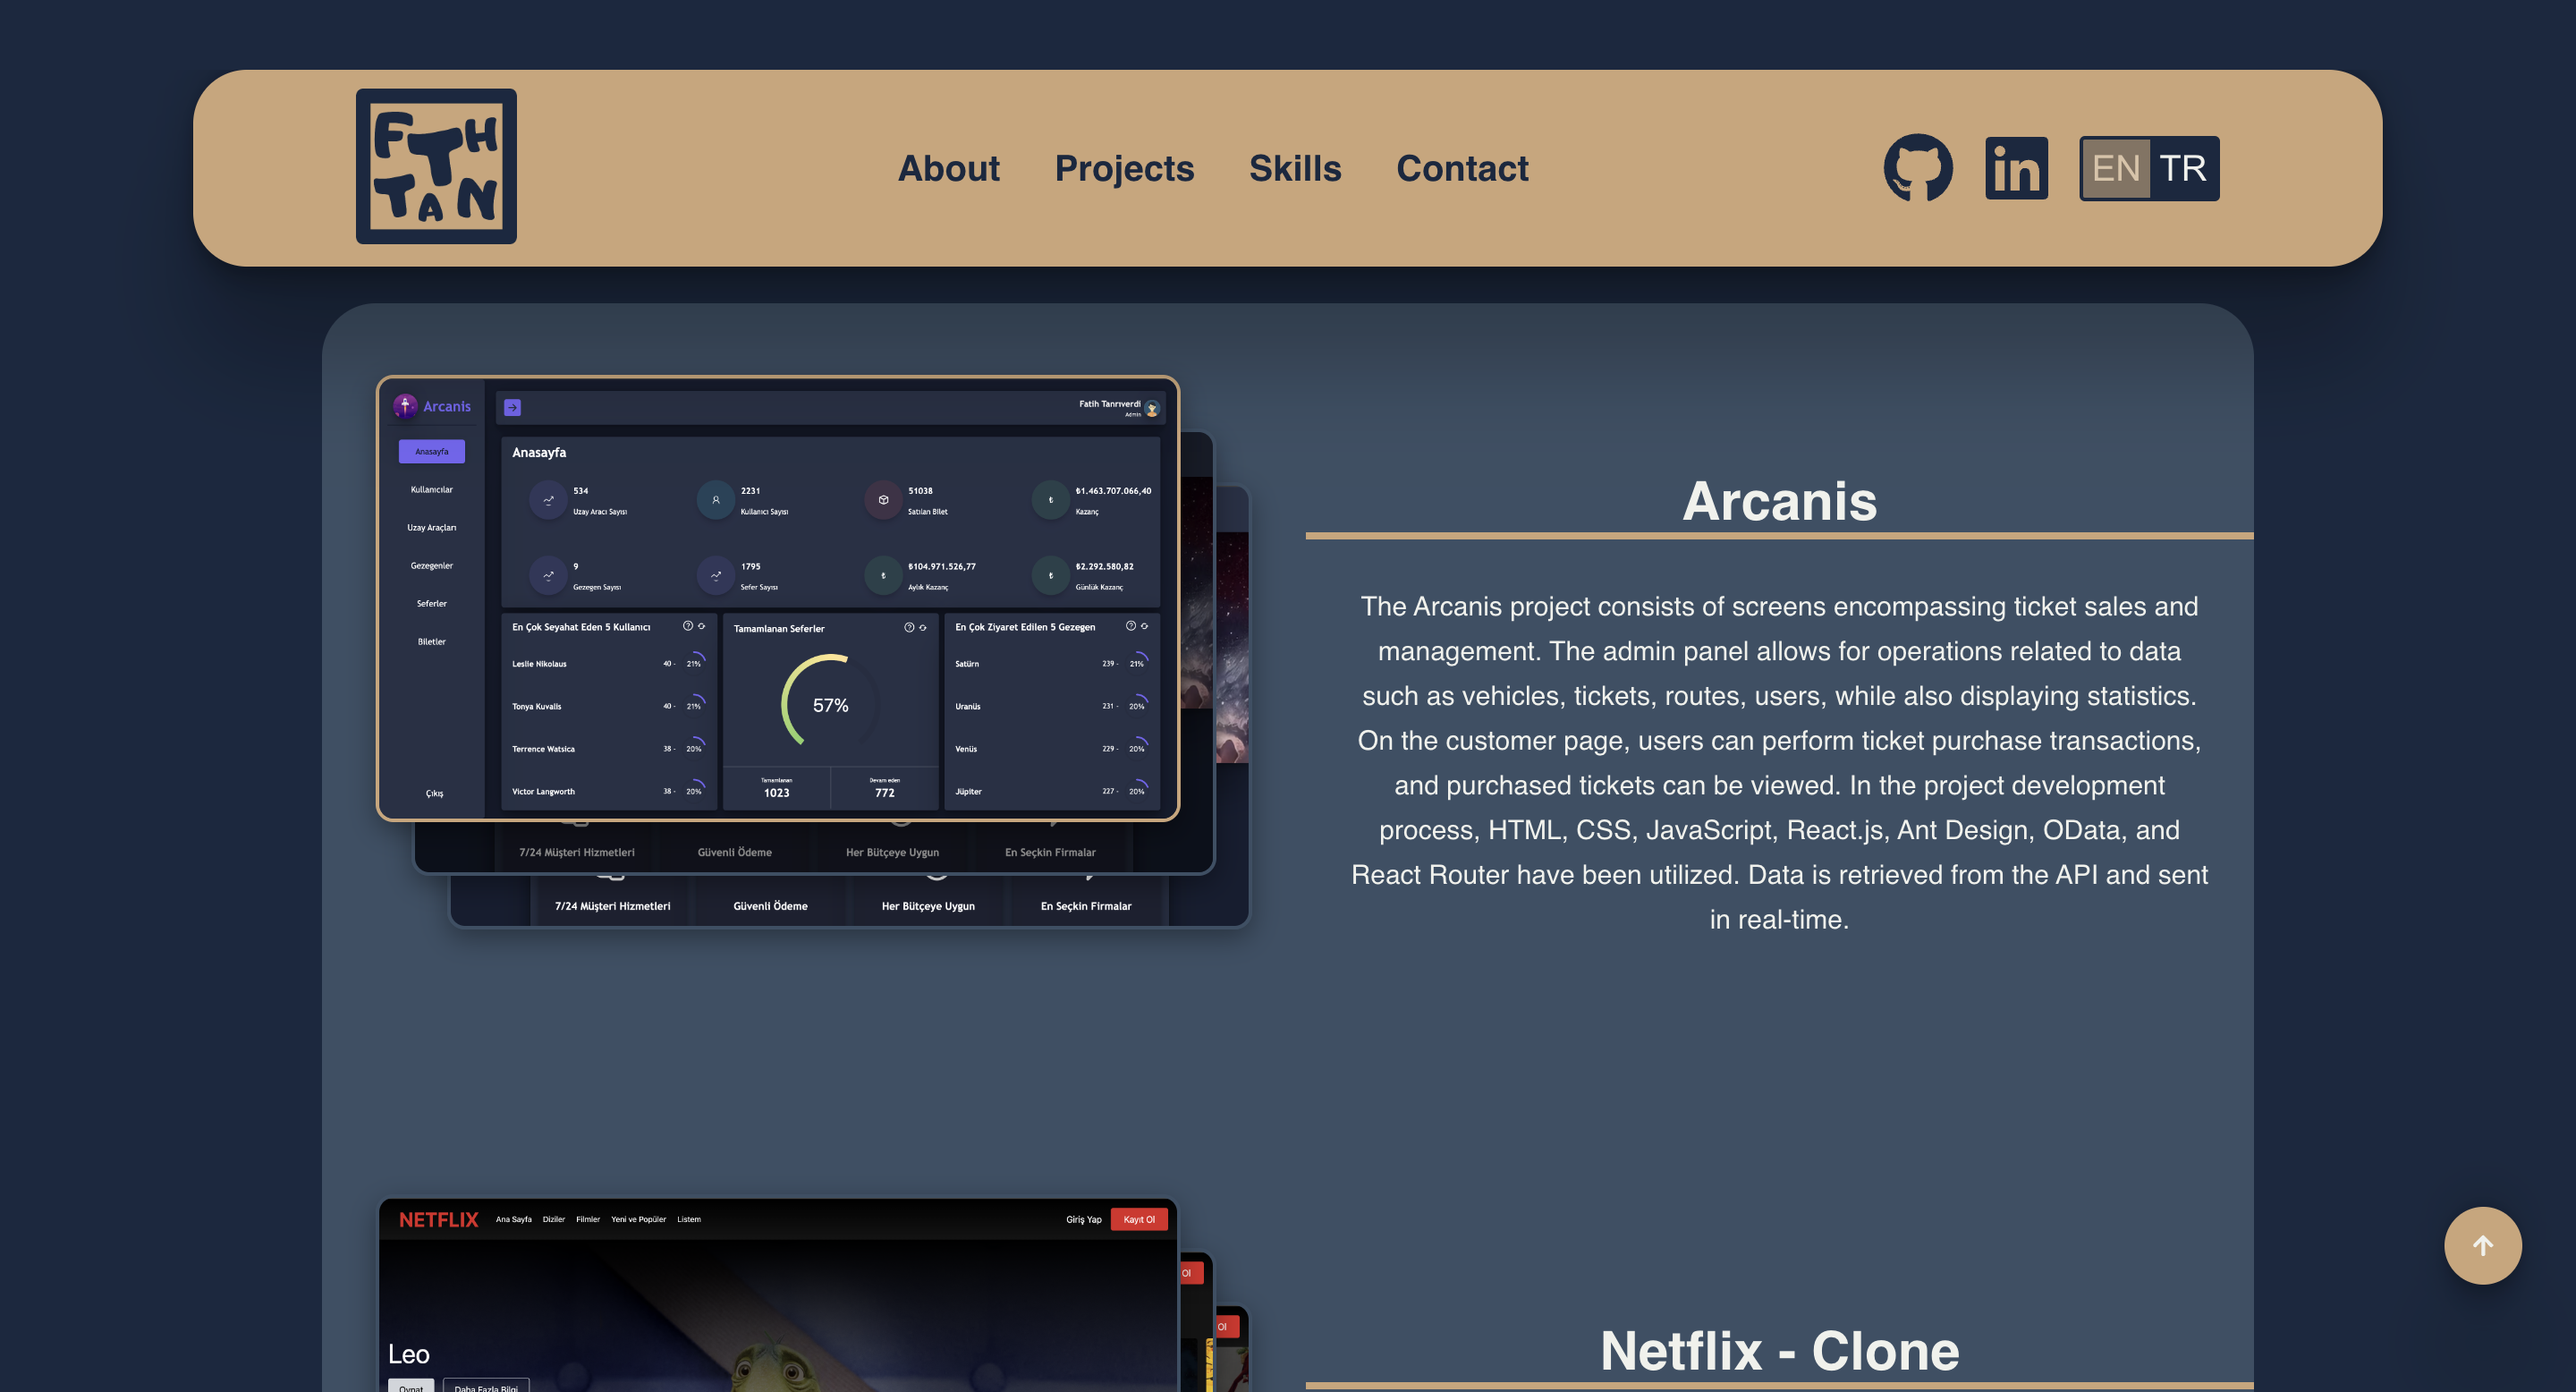 FTH
TAN
About Projects Skills Contact
EN TR
Arcanis
Fatih Tanrıverdi
Admin
Anasayfa
Kullanıcılar
Uzay Araçları
Gezegenler
Seferler
Biletler
Çıkış
Anasayfa
534
Uzay Aracı Sayısı
2231
Kullanıcı Sayısı
51038
Satılan Bilet
₺1.463.707.066,40
Kazanç
9
Gezegen Sayısı
1795
Sefer Sayısı
₺104.971.526,77
Aylık Kazanç
₺2.292.580,82
Günlük Kazanç
En Çok Seyahat Eden 5 Kullanıcı
Leslie Nikolaus 40 - 21%
Tonya Kuvalis 40 - 21%
Terrence Watsica 38 - 20%
Victor Langworth 38 - 20%
Tamamlanan Seferler
57%
Tamamlanan
1023
Devam eden
772
En Çok Ziyaret Edilen 5 Gezegen
Satürn 239 - 21%
Uranüs 231 - 20%
Venüs 229 - 20%
Jüpiter 227 - 20%
7/24 Müşteri Hizmetleri Güvenli Ödeme Her Bütçeye Uygun En Seçkin Firmalar
7/24 Müşteri Hizmetleri Güvenli Ödeme Her Bütçeye Uygun En Seçkin Firmalar
Arcanis
The Arcanis project consists of screens encompassing ticket sales and
management. The admin panel allows for operations related to data
such as vehicles, tickets, routes, users, while also displaying statistics.
On the customer page, users can perform ticket purchase transactions,
and purchased tickets can be viewed. In the project development
process, HTML, CSS, JavaScript, React.js, Ant Design, OData, and
React Router have been utilized. Data is retrieved from the API and sent
in real-time.
NETFLIX Ana Sayfa Diziler Filmler Yeni ve Popüler Listem Giriş Yap Kayıt Ol
Ol
Ol
Leo
Oynat Daha Fazla Bilgi
Netflix - Clone